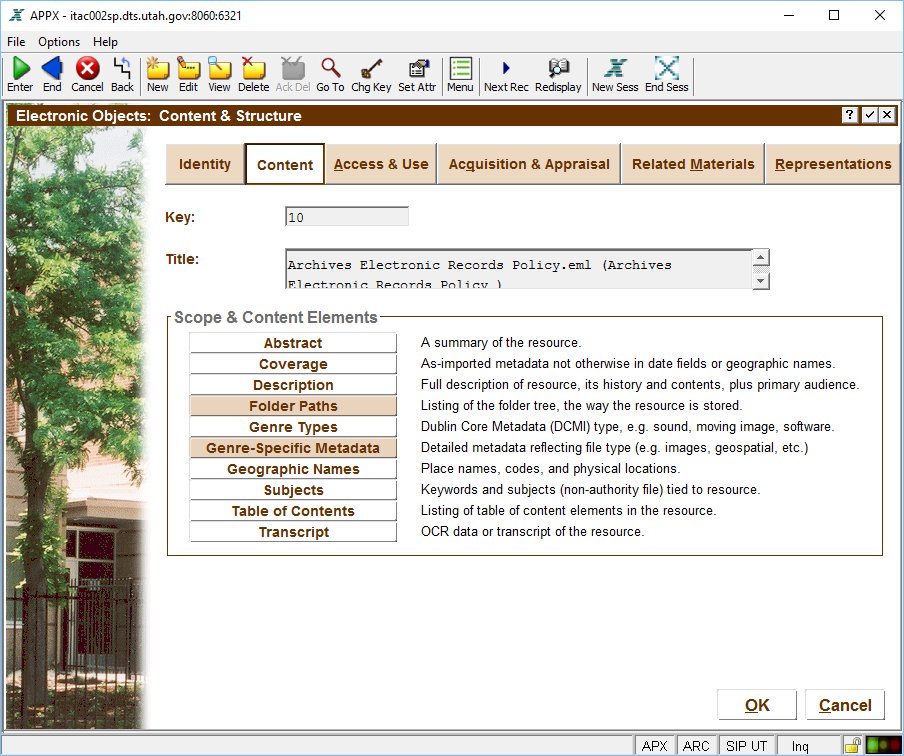 APPX - itac002sp.dts.utah.gov:8060:6321
File Options Help
Enter End Cancel Back New Edit View Delete Ack Del Go To Chg Key Set Attr Menu Next Rec Redisplay New Sess End Sess
Electronic Objects: Content & Structure ?
Identity Content Access & Use Acquisition & Appraisal Related Materials Representations
Key: 10
Title: Archives Electronic Records Policy.eml (Archives
Electronic Records Policy )
Scope & Content Elements
Abstract A summary of the resource.
Coverage As-imported metadata not otherwise in date fields or geographic names.
Description Full description of resource, its history and contents, plus primary audience.
Folder Paths Listing of the folder tree, the way the resource is stored.
Genre Types Dublin Core Metadata (DCMI) type, e.g. sound, moving image, software.
Genre-Specific Metadata Detailed metadata reflecting file type (e.g. images, geospatial, etc.)
Geographic Names Place names, codes, and physical locations.
Subjects Keywords and subjects (non-authority file) tied to resource.
Table of Contents Listing of table of content elements in the resource.
Transcript OCR data or transcript of the resource.
OK Cancel
APX ARC SIP UT Inq